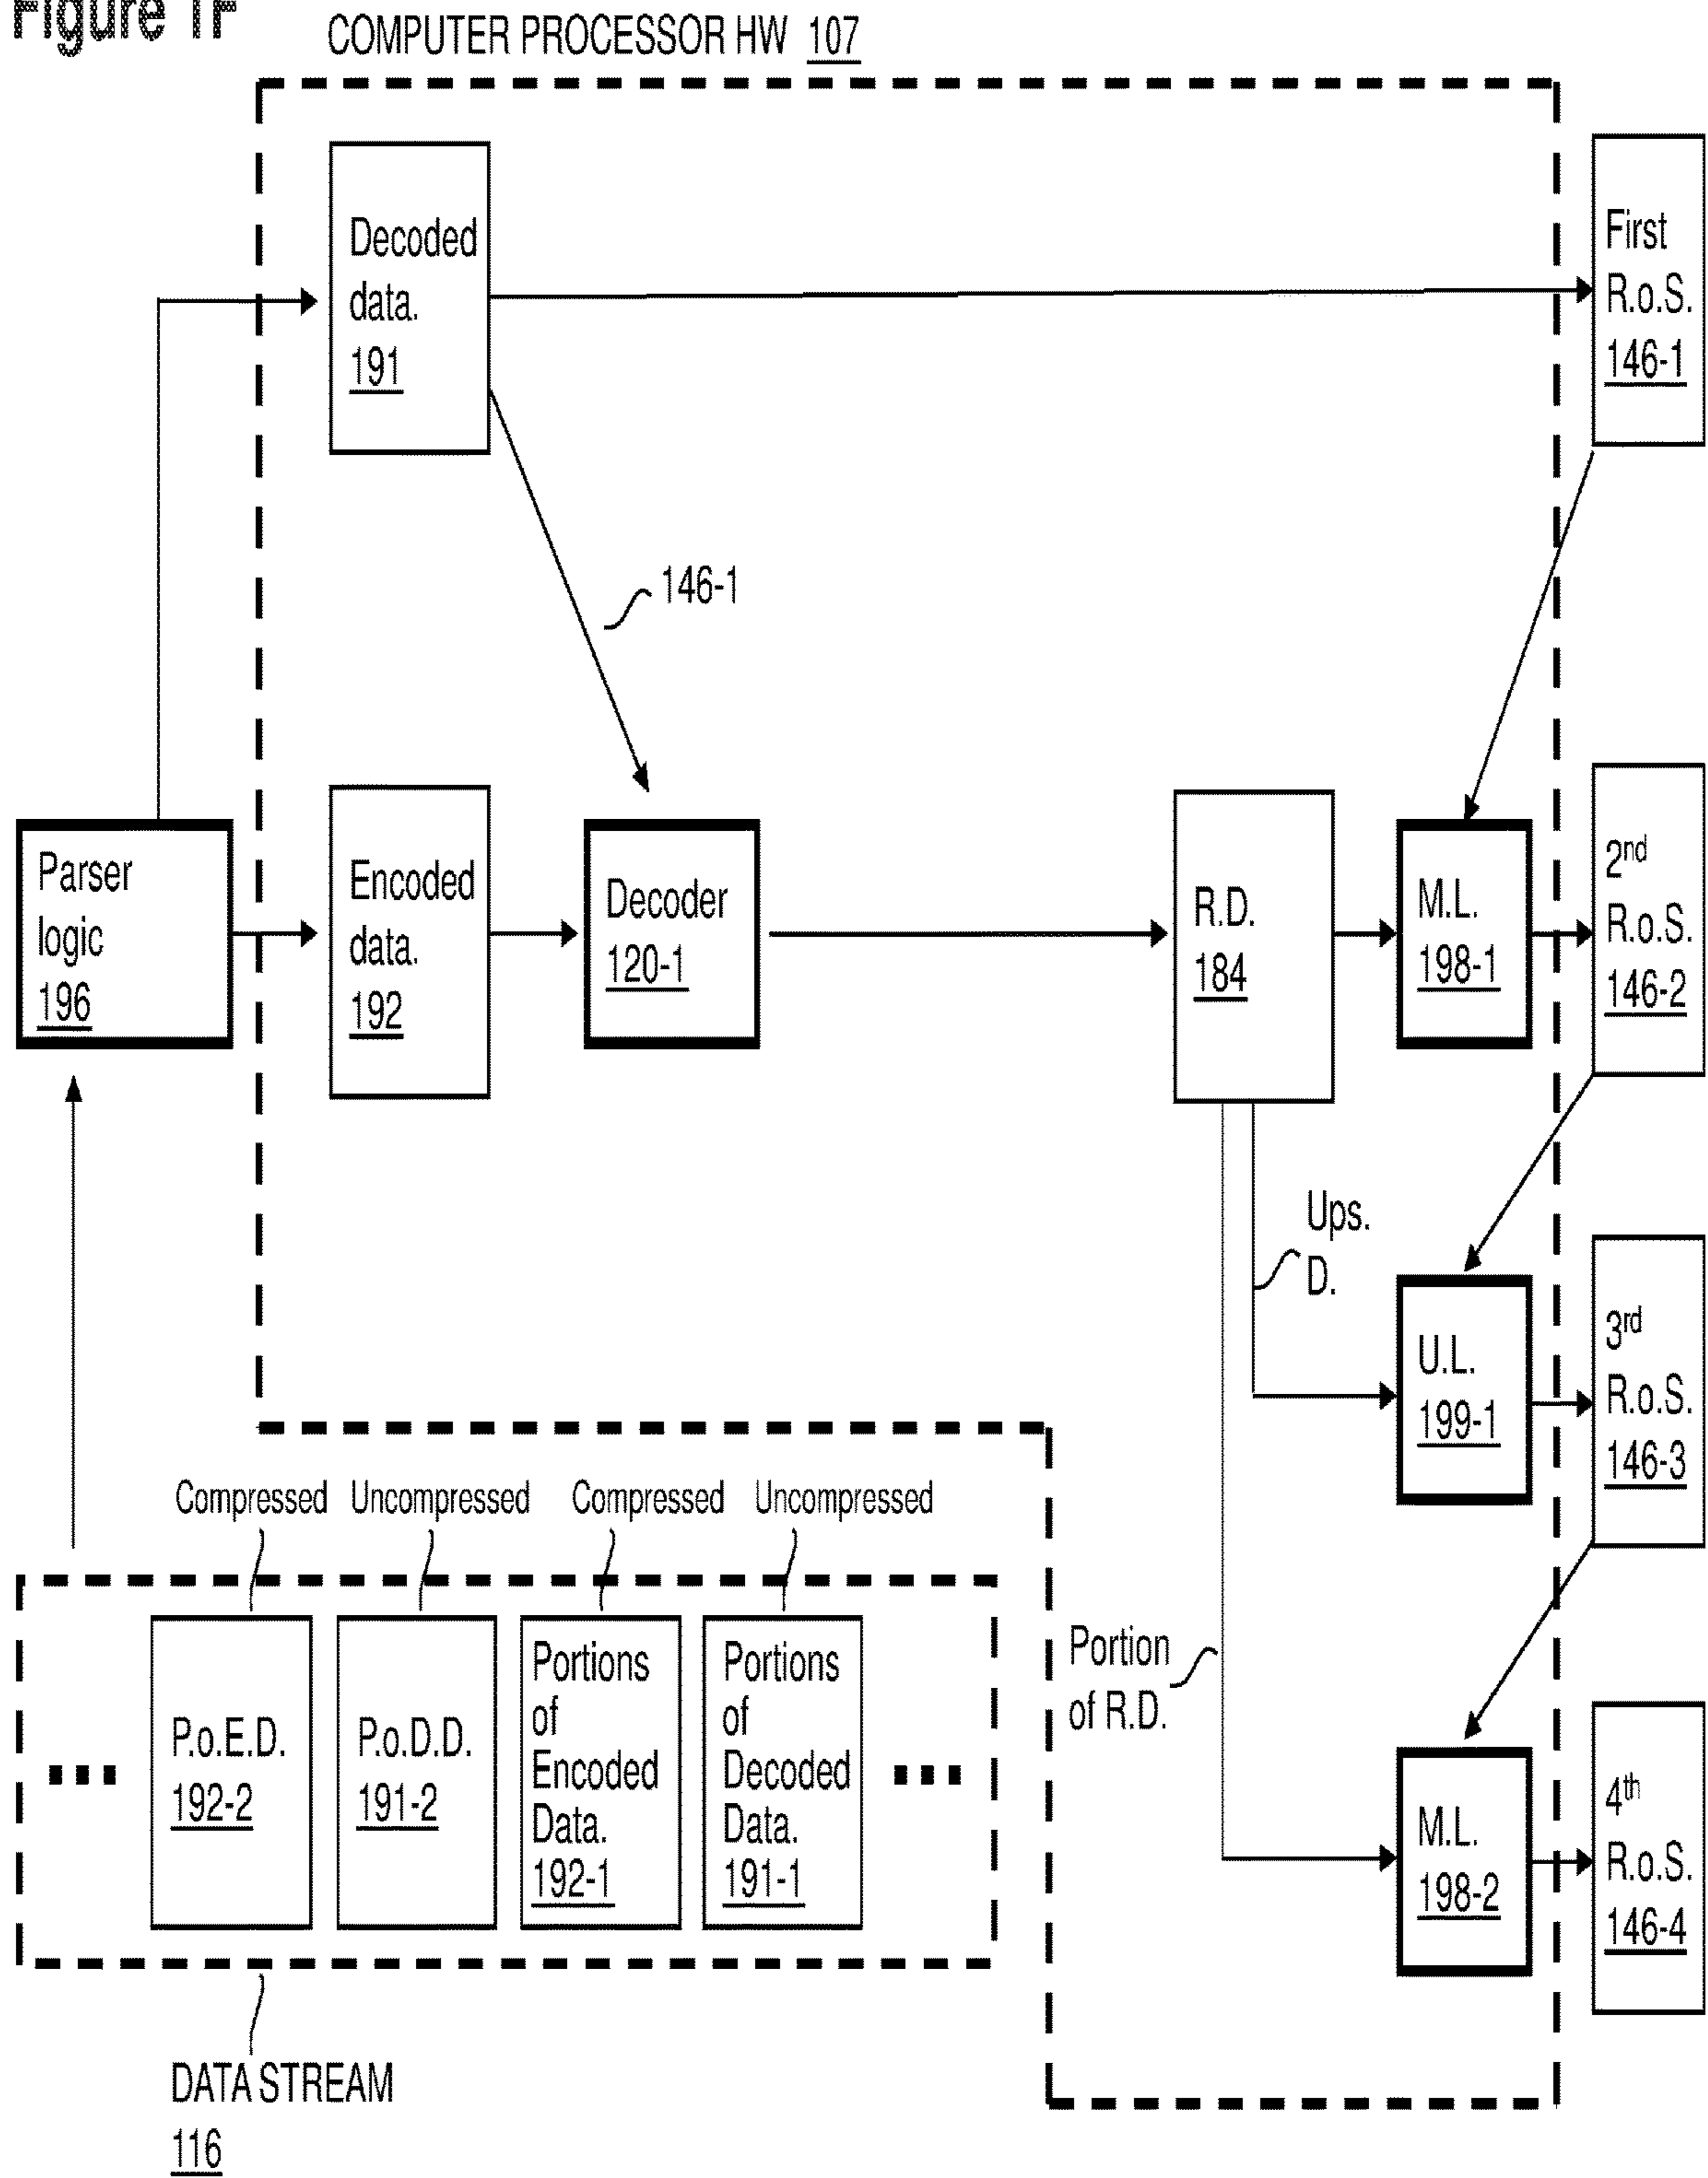 Figure 1F
COMPUTER PROCESSOR HW 107
Decoded
data.
191
First
R.o.S.
146-1
146-1
Parser
logic
196
Encoded
data.
192
Decoder
120-1
R.D.
184
M.L.
198-1
2nd
R.o.S.
146-2
Ups.
D.
U.L.
199-1
3rd
R.o.S.
146-3
Compressed
Uncompressed
Compressed
Uncompressed
P.o.E.D.
192-2
P.o.D.D.
191-2
Portions
of
Encoded
Data.
192-1
Portions
of
Decoded
Data.
191-1
Portion
of R.D.
M.L.
198-2
4th
R.o.S.
146-4
DATA STREAM
116